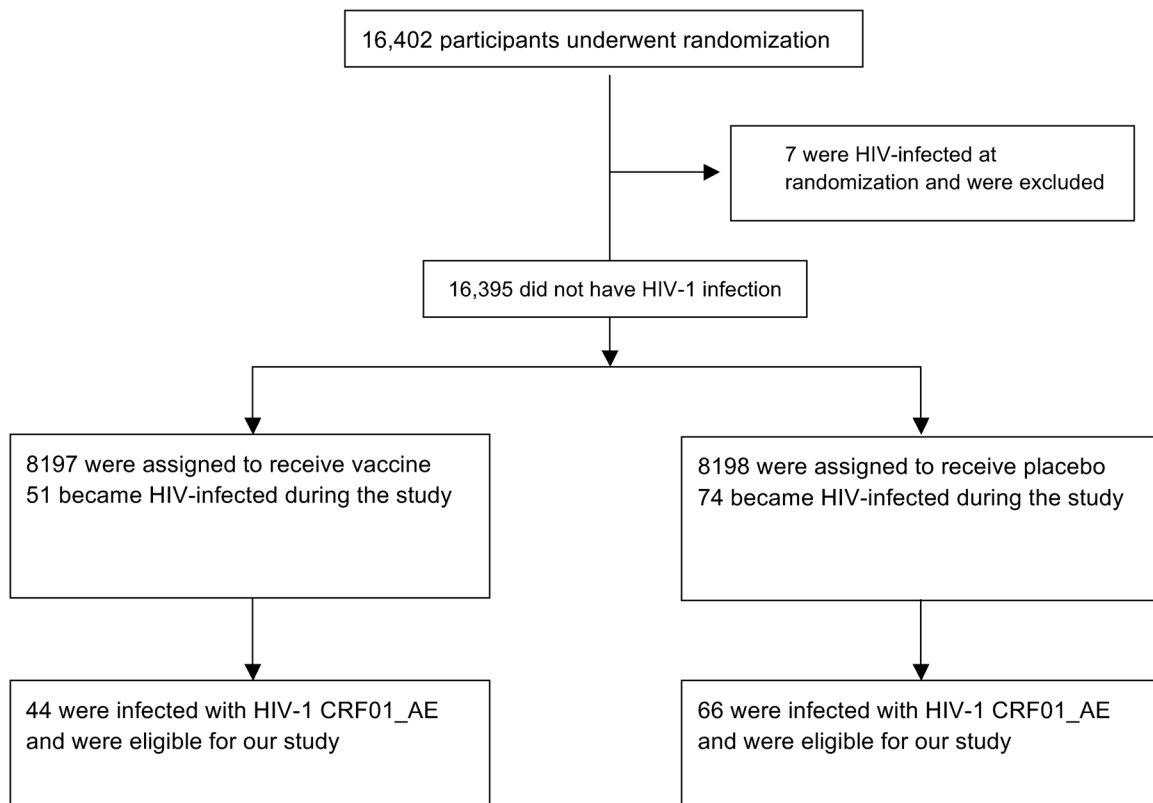 16,402 participants underwent randomization
7 were HIV-infected at
randomization and were excluded
16,395 did not have HIV-1 infection
8197 were assigned to receive vaccine
51 became HIV-infected during the study
8198 were assigned to receive placebo
74 became HIV-infected during the study
44 were infected with HIV-1 CRF01_AE
and were eligible for our study
66 were infected with HIV-1 CRF01_AE
and were eligible for our study